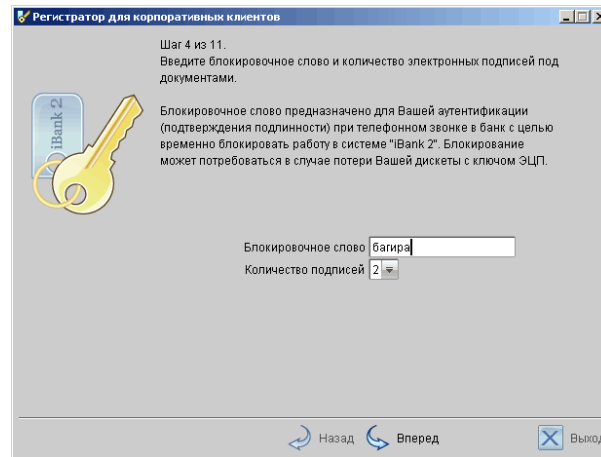 Регистратор для корпоративных клиентов
Шаг 4 из 11.
Введите блокировочное слово и количество электронных подписей под
документами.
Блокировочное слово предназначено для Вашей аутентификации
(подтверждения подлинности) при телефонном звонке в банк с целью
временно блокировать работу в системе "iBank 2". Блокирование
может потребоваться в случае потери Вашей дискеты с ключом ЭЦП.
iBank 2
Блокировочное слово багира
Количество подписей 2
Назад Вперед Выход